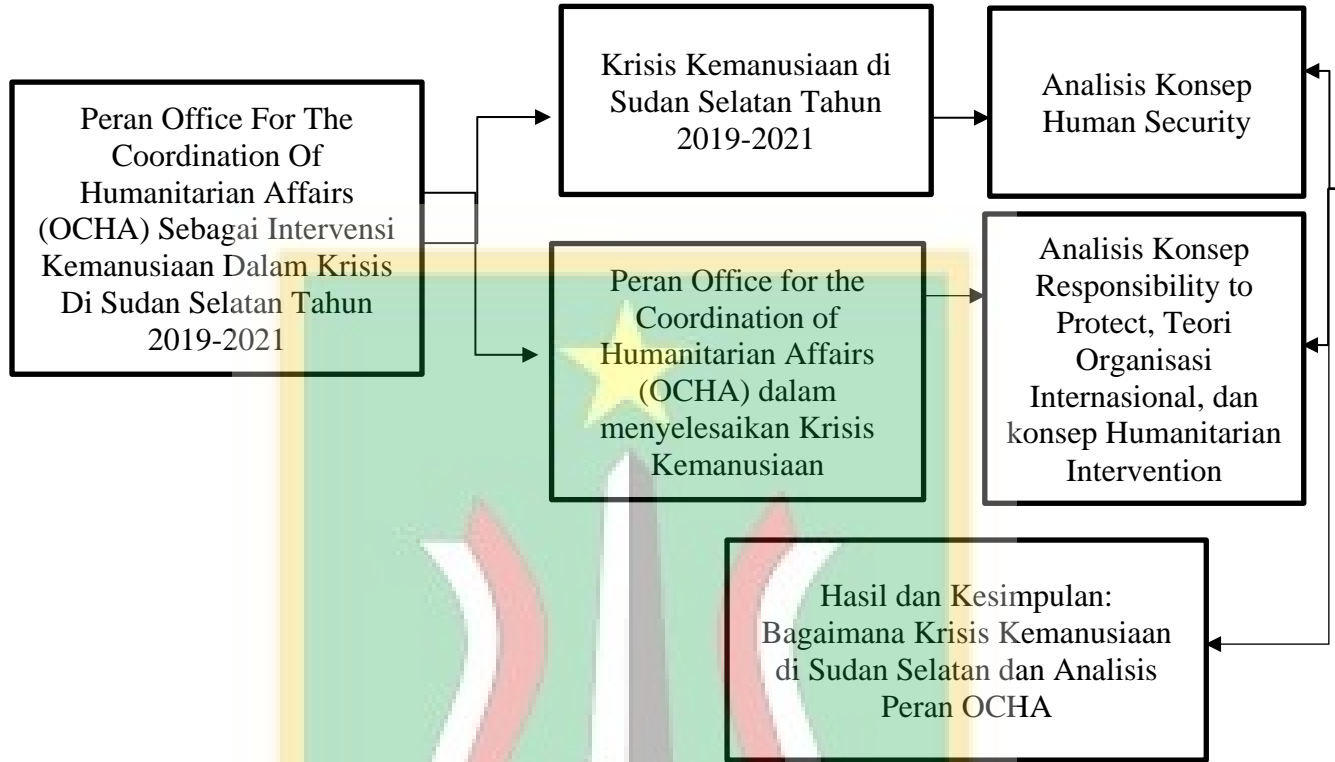 Peran Office For The
Coordination Of
Humanitarian Affairs
(OCHA) Sebagai Intervensi
Kemanusiaan Dalam Krisis
Di Sudan Selatan Tahun
2019-2021
Krisis Kemanusiaan di
Sudan Selatan Tahun
2019-2021
Analisis Konsep
Human Security
Peran Office for the
Coordination of
Humanitarian Affairs
(OCHA) dalam
menyelesaikan Krisis
Kemanusiaan
Analisis Konsep
Responsibility to
Protect, Teori
Organisasi
Internasional, dan
konsep Humanitarian
Intervention
Hasil dan Kesimpulan:
Bagaimana Krisis Kemanusiaan
di Sudan Selatan dan Analisis
Peran OCHA